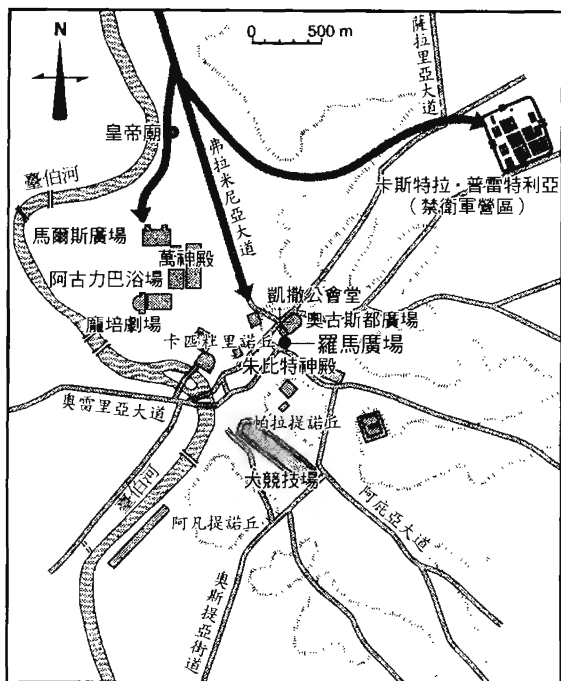 N
0 500 m
薩拉里亞大道
皇帝廟
弗拉米尼亞大道
臺伯河
卡斯特拉・普雷特利亞
（禁衛軍營區）
馬爾斯廣場
萬神殿
阿古力巴浴場
凱撒公會堂
龐培劇場
奧古斯都廣場
卡匹杜里諾丘
羅馬廣場
朱比特神殿
奧雷里亞大道
帕拉提諾丘
大競技場
臺伯河
阿凡提諾丘
阿庇亞大道
奧斯提亞街道